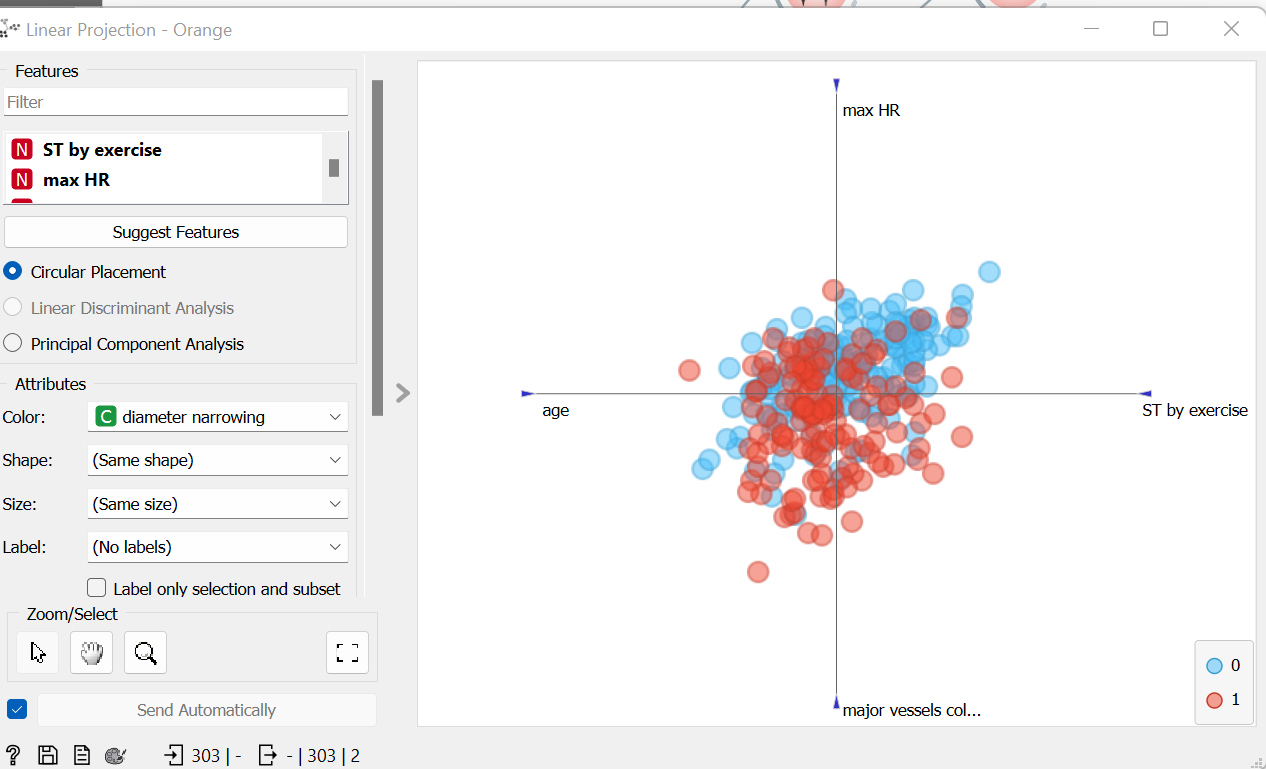 Linear Projection - Orange
Features
Filter
N ST by exercise
N max HR
Suggest Features
Circular Placement
Linear Discriminant Analysis
Principal Component Analysis
Attributes
Color: C diameter narrowing
Shape: (Same shape)
Size: (Same size)
Label: (No labels)
Label only selection and subset
Zoom/Select
Send Automatically
? 303 | - - | 303 | 2
max HR
age
ST by exercise
major vessels col...
0
1